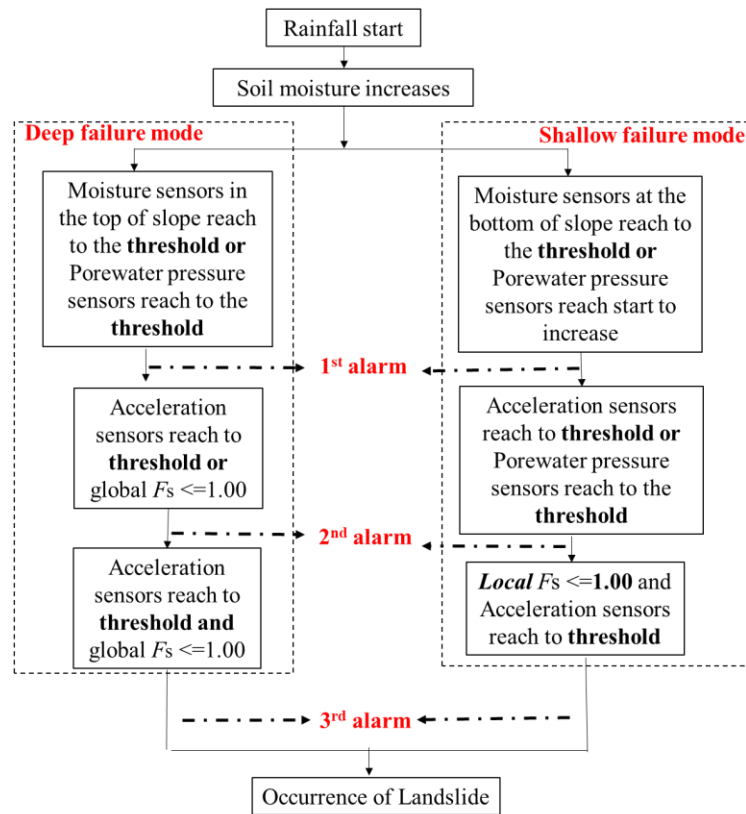 Rainfall start
Soil moisture increases
Deep failure mode
Shallow failure mode
Moisture sensors in
the top of slope reach
to the threshold or
Porewater pressure
sensors reach to the
threshold
Moisture sensors at the
bottom of slope reach to
the threshold or
Porewater pressure
sensors reach start to
increase
1st alarm
Acceleration
sensors reach to
threshold or
global Fs <=1.00
Acceleration sensors
reach to threshold or
Porewater pressure
sensors reach to the
threshold
2nd alarm
Acceleration
sensors reach to
threshold and
global Fs <=1.00
Local Fs <=1.00 and
Acceleration sensors
reach to threshold
3rd alarm
Occurrence of Landslide